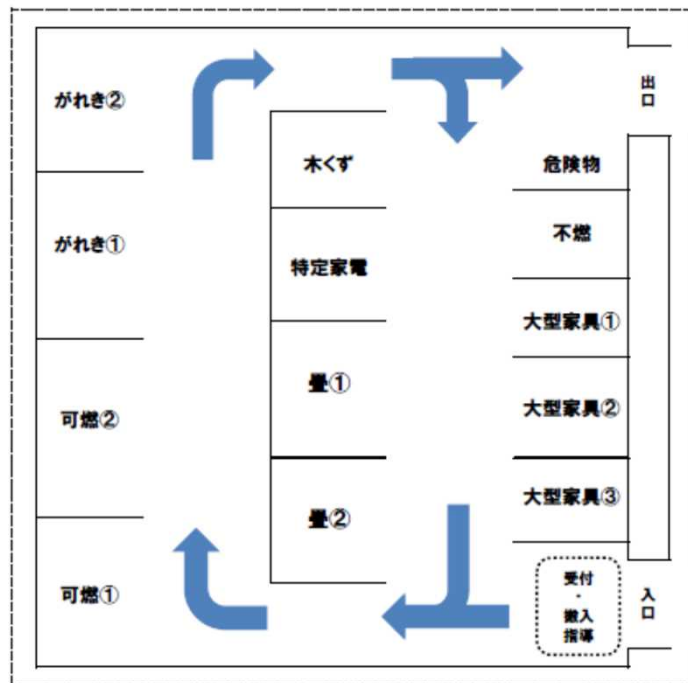 がれき②
がれき①
可燃②
可燃①
木くず
特定家電
畳①
畳②
出口
危険物
不燃
大型家具①
大型家具②
大型家具③
受付
・
搬入
指導
入口